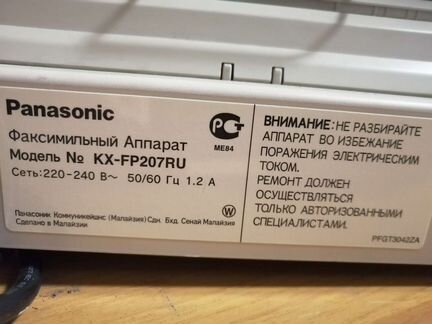 Panasonic
Факсимильный Аппарат
Модель № KX-FP207RU
Сеть:220-240 В~ 50/60 Гц 1.2 А
Панасоник Коммуникейшнс (Малайзия) Сдн. Бхд. Сенай Малайзия
Сделано в Малайзии
РСТ
ME84
W
ВНИМАНИЕ: НЕ РАЗБИРАЙТЕ
АППАРАТ ВО ИЗБЕЖАНИЕ
ПОРАЖЕНИЯ ЭЛЕКТРИЧЕСКИМ
ТОКОМ.
РЕМОНТ ДОЛЖЕН
ОСУЩЕСТВЛЯТЬСЯ
ТОЛЬКО АВТОРИЗОВАННЫМИ
СПЕЦИАЛИСТАМИ.
PFGT3042ZA